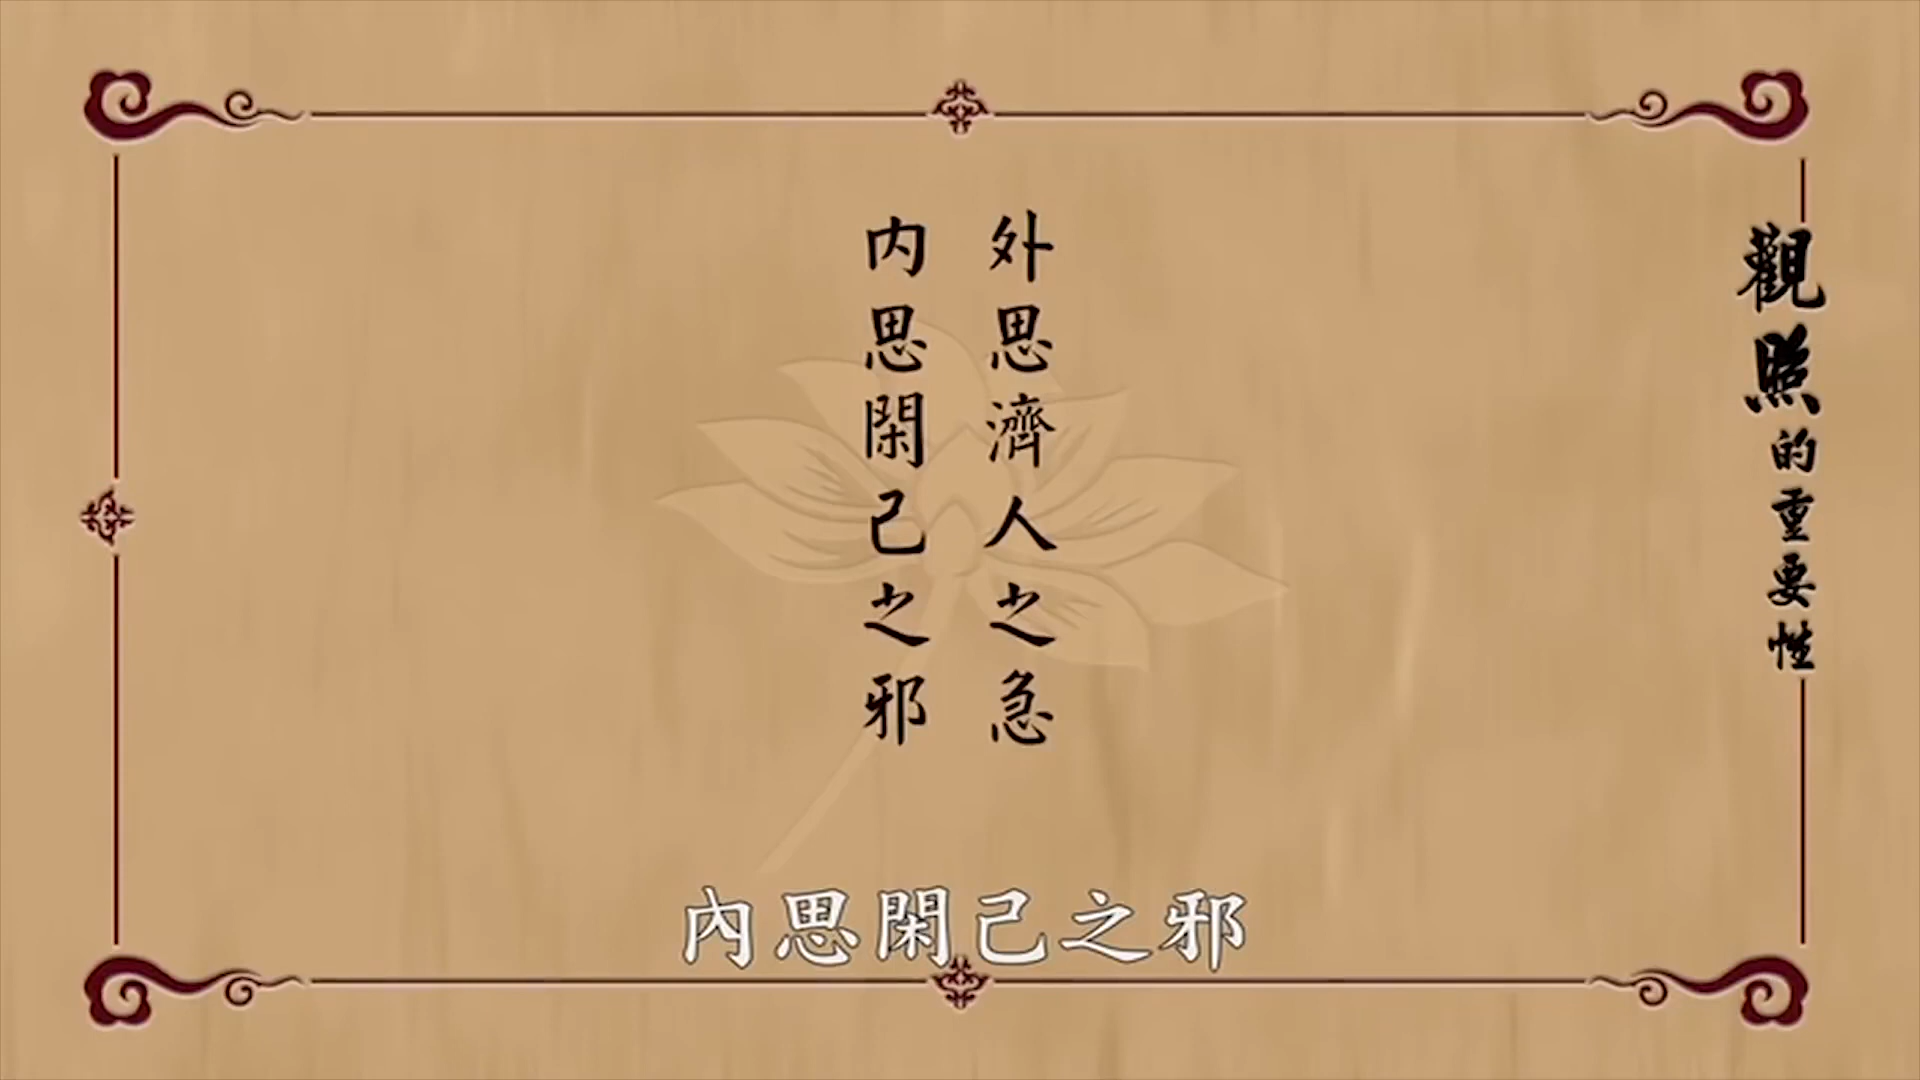 觀照的重要性
外思濟人之急
内思閑己之邪
內思閑己之邪